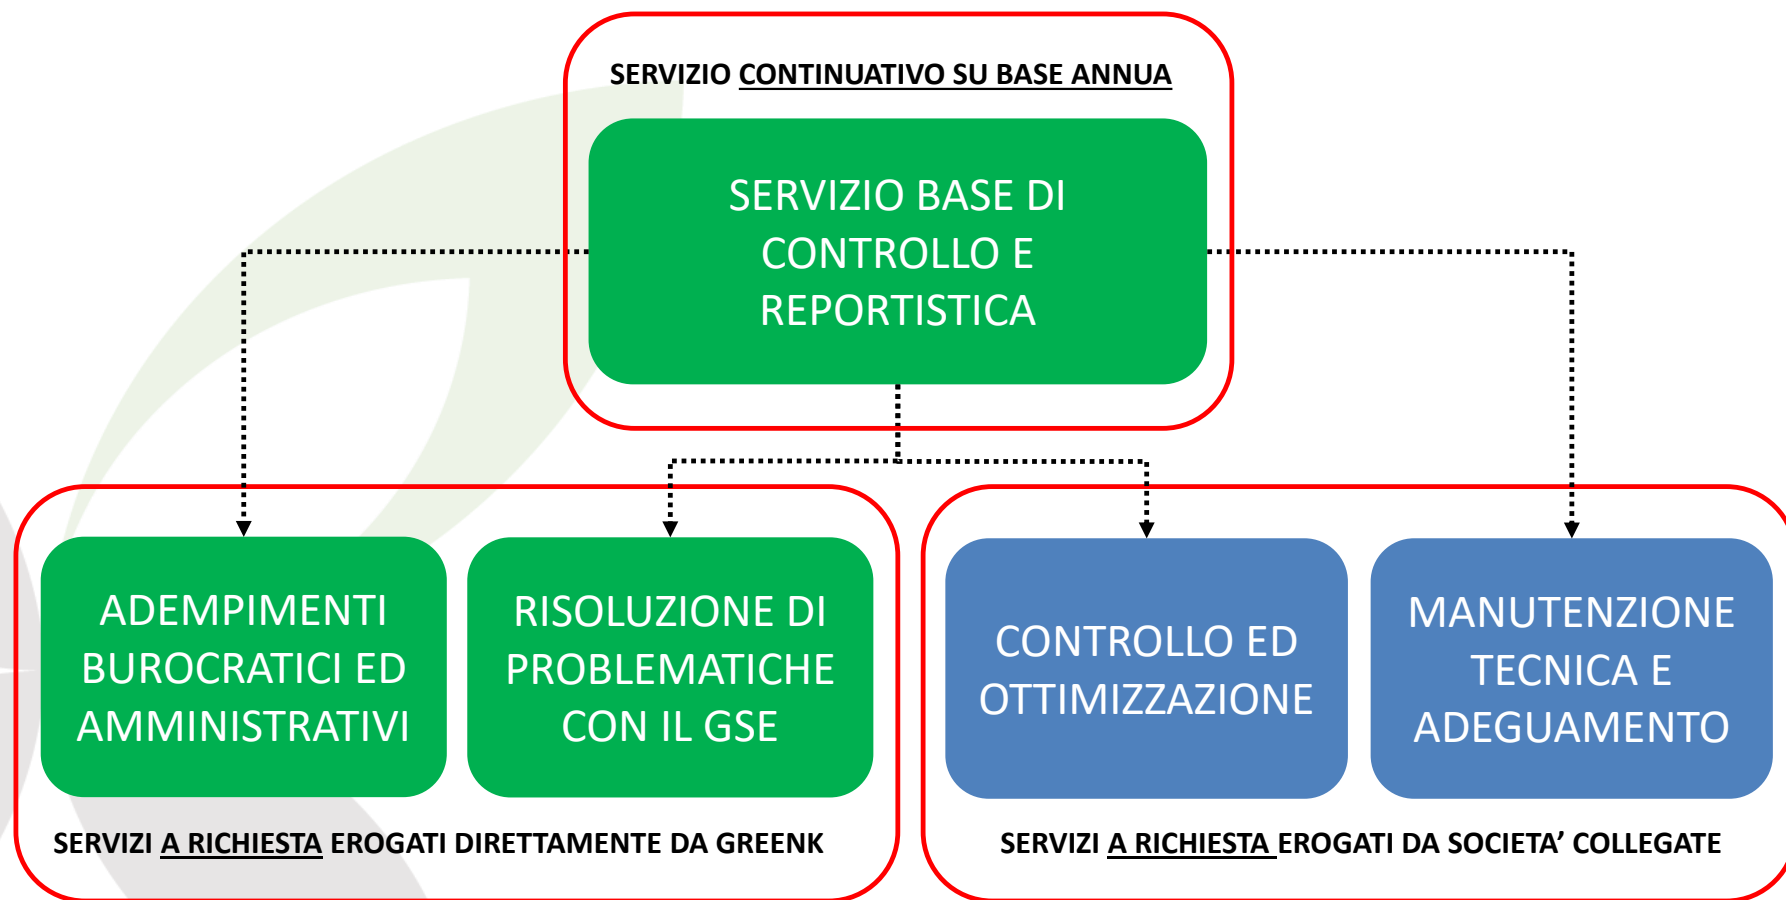 SERVIZIO CONTINUATIVO SU BASE ANNUA
SERVIZIO BASE DI
CONTROLLO E
REPORTISTICA
ADEMPIMENTI
BUROCRATICI ED
AMMINISTRATIVI
RISOLUZIONE DI
PROBLEMATICHE
CON IL GSE
SERVIZI A RICHIESTA EROGATI DIRETTAMENTE DA GREENK
CONTROLLO ED
OTTIMIZZAZIONE
MANUTENZIONE
TECNICA E
ADEGUAMENTO
SERVIZI A RICHIESTA EROGATI DA SOCIETA’ COLLEGATE